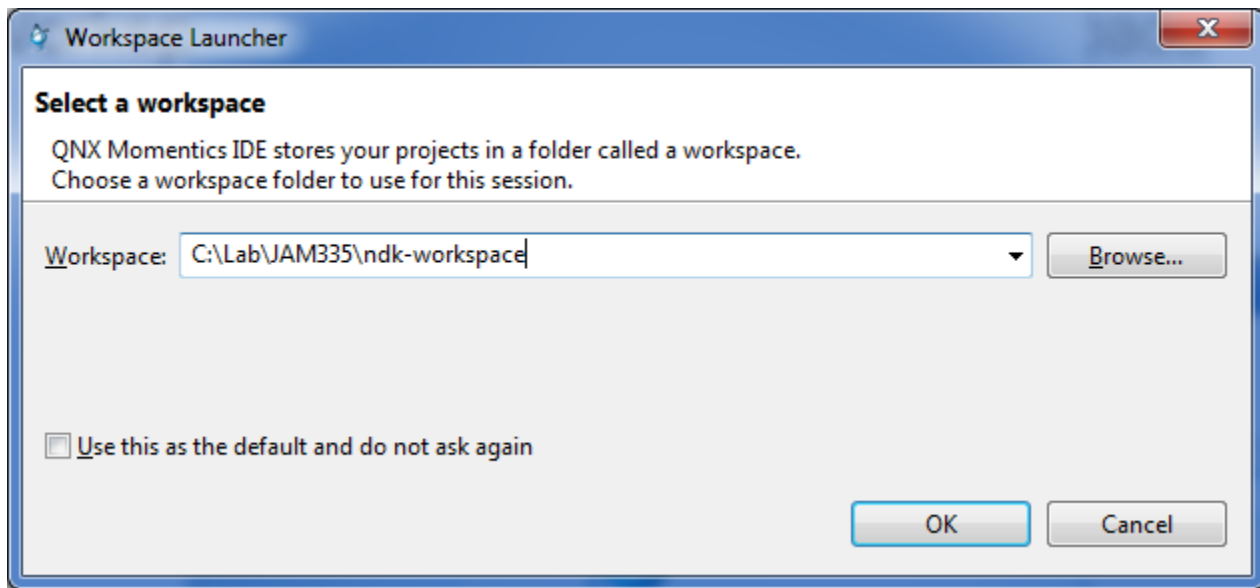 Workspace Launcher
Select a workspace
QNX Momentics IDE stores your projects in a folder called a workspace.
Choose a workspace folder to use for this session.
Workspace: C:\Lab\JAM335\ndk-workspace Browse...
Use this as the default and do not ask again
OK Cancel